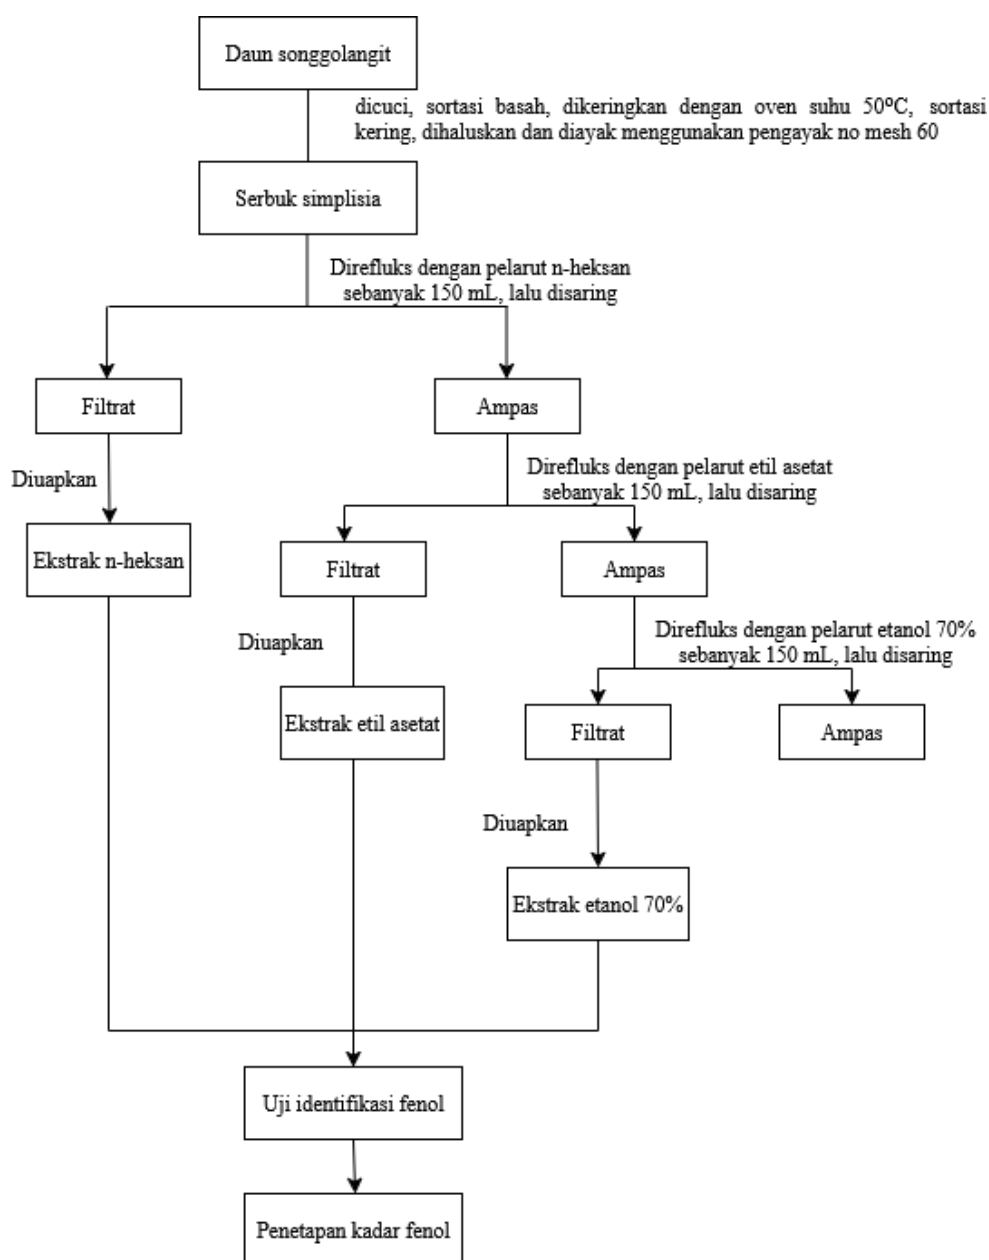 Daun songgolangit
dicuci, sortasi basah, dikeringkan dengan oven suhu 50ºC, sortasi
kering, dihaluskan dan diayak menggunakan pengayak no mesh 60
Serbuk simplisia
Direfluks dengan pelarut n-heksan
sebanyak 150 mL, lalu disaring
Filtrat
Ampas
Diuapkan
Direfluks dengan pelarut etil asetat
sebanyak 150 mL, lalu disaring
Ekstrak n-heksan
Filtrat
Ampas
Diuapkan
Direfluks dengan pelarut etanol 70%
sebanyak 150 mL, lalu disaring
Ekstrak etil asetat
Filtrat
Ampas
Diuapkan
Ekstrak etanol 70%
Uji identifikasi fenol
Penetapan kadar fenol